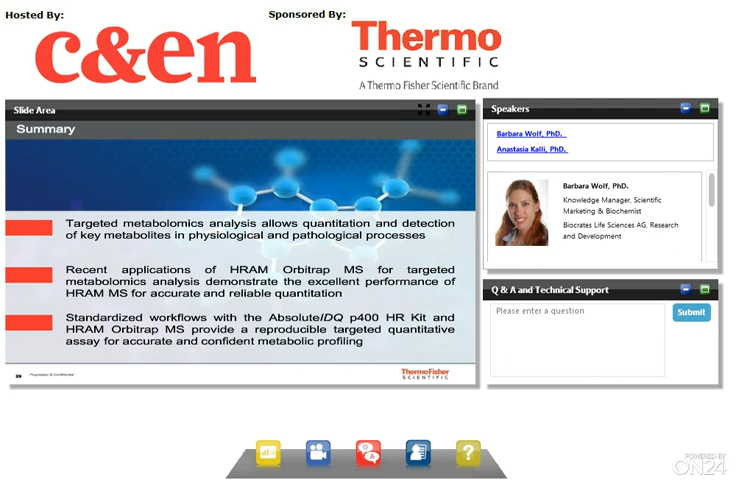 Hosted By:
Sponsored By:
c&en
Thermo
SCIENTIFIC
A Thermo Fisher Scientific Brand
Slide Area
Summary
Targeted metabolomics analysis allows quantitation and detection
of key metabolites in physiological and pathological processes
Recent applications of HRAM Orbitrap MS for targeted
metabolomics analysis demonstrate the excellent performance of
HRAM MS for accurate and reliable quantitation
Standardized workflows with the AbsoluteIDQ p400 HR Kit and
HRAM Orbitrap MS provide a reproducible targeted quantitative
assay for accurate and confident metabolic profiling
Proprietary & Confidential
ThermoFisher
SCIENTIFIC
Speakers
Barbara Wolf, PhD.
Anastasia Kalli, PhD.
Barbara Wolf, PhD.
Knowledge Manager, Scientific
Marketing & Biochemist
Biocrates Life Sciences AG, Research
and Development
Q & A and Technical Support
Please enter a question
Submit
Q
A
?
POWERED BY
ON24